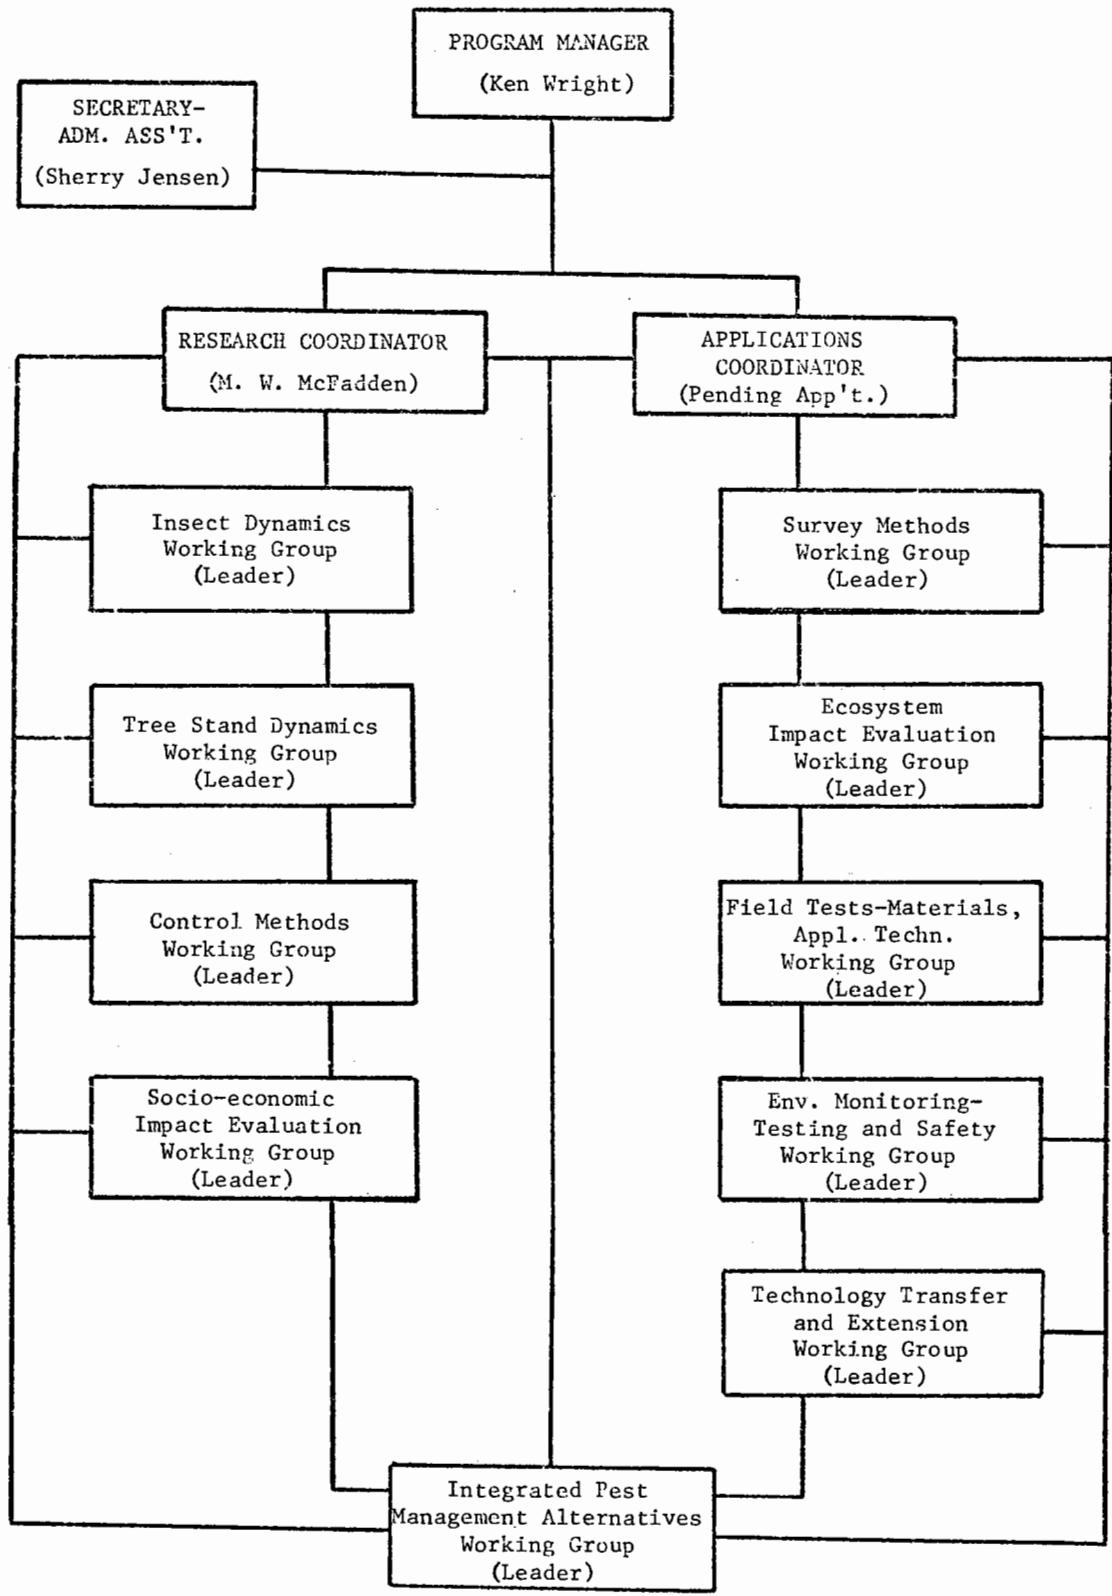 PROGRAM MANAGER
(Ken Wright)
SECRETARY-
ADM. ASS'T.
(Sherry Jensen)
RESEARCH COORDINATOR
(M. W. McFadden)
APPLICATIONS
COORDINATOR
(Pending App't.)
Insect Dynamics
Working Group
(Leader)
Tree Stand Dynamics
Working Group
(Leader)
Control Methods
Working Group
(Leader)
Socio-economic
Impact Evaluation
Working Group
(Leader)
Survey Methods
Working Group
(Leader)
Ecosystem
Impact Evaluation
Working Group
(Leader)
Field Tests-Materials,
Appl. Techn.
Working Group
(Leader)
Env. Monitoring-
Testing and Safety
Working Group
(Leader)
Technology Transfer
and Extension
Working Group
(Leader)
Integrated Pest
Management Alternatives
Working Group
(Leader)